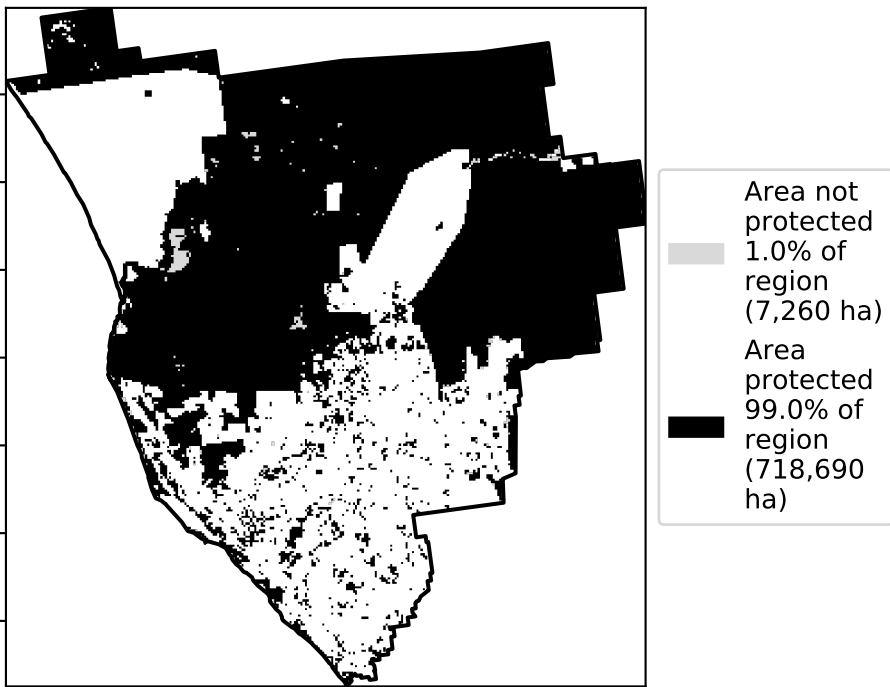 Area not
protected
1.0% of
region
(7,260 ha)
Area
protected
99.0% of
region
(718,690
ha)